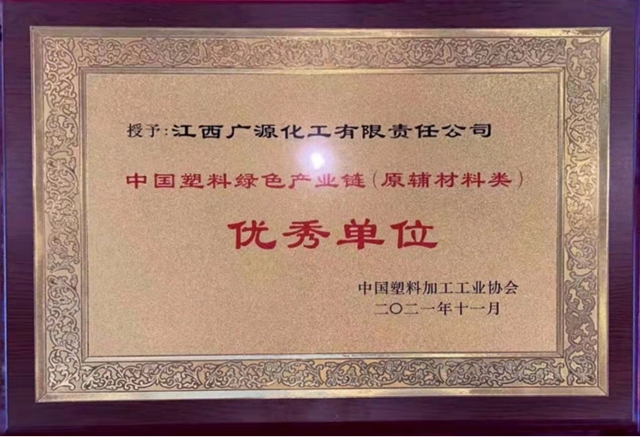 授予:江西广源化工有限责任公司
中国塑料绿色产业链(原辅材料类)
优秀单位
中国塑料加工工业协会
二〇二一年十一月